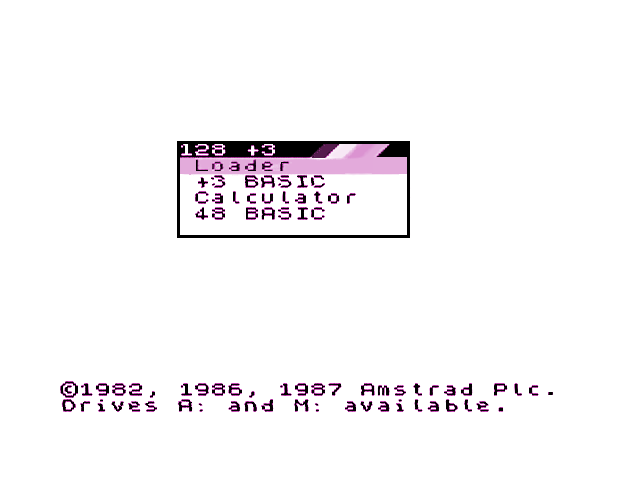 128 +3
Loader
+3 BASIC
Calculator
48 BASIC
©1982, 1986, 1987 Amstrad Plc.
Drives A: and M: available.